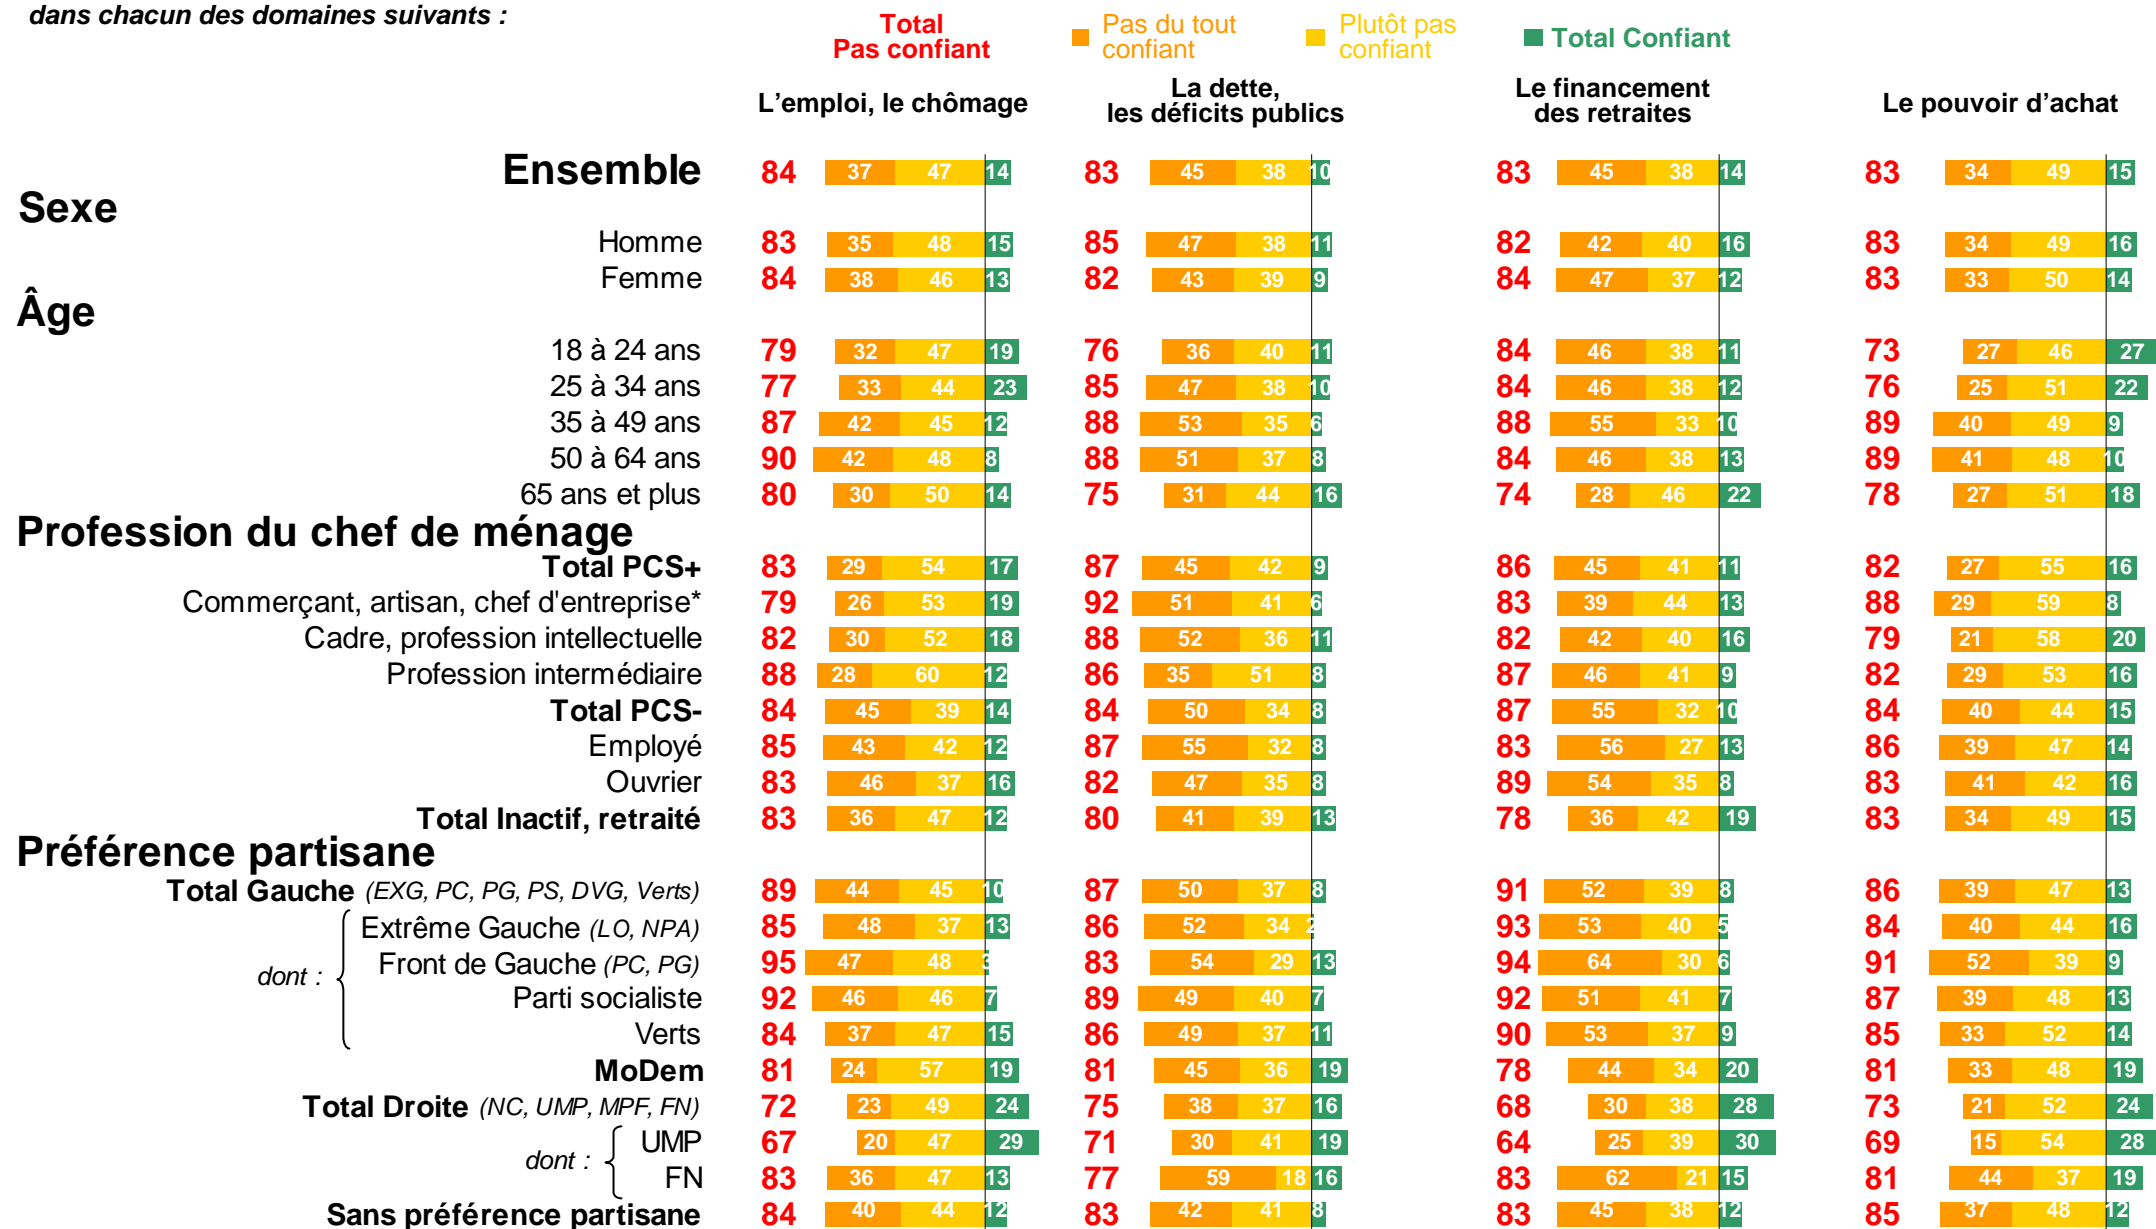 dans chacun des domaines suivants :
Total Pas confiant
Pas du tout confiant
Plutôt pas confiant
Total Confiant
L'emploi, le chômage
La dette, les déficits publics
Le financement des retraites
Le pouvoir d'achat
Ensemble 84 37 47 14 83 45 38 10 83 45 38 14 83 34 49 15
Sexe
Homme 83 35 48 15 85 47 38 11 82 42 40 16 83 34 49 16
Femme 84 38 46 13 82 43 39 9 84 47 37 12 83 33 50 14
Âge
18 à 24 ans 79 32 47 19 76 36 40 11 84 46 38 11 73 27 46 27
25 à 34 ans 77 33 44 23 85 47 38 10 84 46 38 12 76 25 51 22
35 à 49 ans 87 42 45 12 88 53 35 6 88 55 33 10 89 40 49 9
50 à 64 ans 90 42 48 8 88 51 37 8 84 46 38 13 89 41 48 10
65 ans et plus 80 30 50 14 75 31 44 16 74 28 46 22 78 27 51 18
Profession du chef de ménage
Total PCS+ 83 29 54 17 87 45 42 9 86 45 41 11 82 27 55 16
Commerçant, artisan, chef d'entreprise* 79 26 53 19 92 51 41 6 83 39 44 13 88 29 59 8
Cadre, profession intellectuelle 82 30 52 18 88 52 36 11 82 42 40 16 79 21 58 20
Profession intermédiaire 88 28 60 12 86 35 51 8 87 46 41 9 82 29 53 16
Total PCS- 84 45 39 14 84 50 34 8 87 55 32 10 84 40 44 15
Employé 85 43 42 12 87 55 32 8 83 56 27 13 86 39 47 14
Ouvrier 83 46 37 16 82 47 35 8 89 54 35 8 83 41 42 16
Total Inactif, retraité 83 36 47 12 80 41 39 13 78 36 42 19 83 34 49 15
Préférence partisane
Total Gauche (EXG, PC, PG, PS, DVG, Verts) 89 44 45 10 87 50 37 8 91 52 39 8 86 39 47 13
dont :
Extrême Gauche (LO, NPA) 85 48 37 13 86 52 34 2 93 53 40 5 84 40 44 16
Front de Gauche (PC, PG) 95 47 48 3 83 54 29 13 94 64 30 6 91 52 39 9
Parti socialiste 92 46 46 7 89 49 40 7 92 51 41 7 87 39 48 13
Verts 84 37 47 15 86 49 37 11 90 53 37 9 85 33 52 14
MoDem 81 24 57 19 81 45 36 19 78 44 34 20 81 33 48 19
Total Droite (NC, UMP, MPF, FN) 72 23 49 24 75 38 37 16 68 30 38 28 73 21 52 24
dont :
UMP 67 20 47 29 71 30 41 19 64 25 39 30 69 15 54 28
FN 83 36 47 13 77 59 18 16 83 62 21 15 81 44 37 19
Sans préférence partisane 84 40 44 12 83 42 41 8 83 45 38 12 85 37 48 12